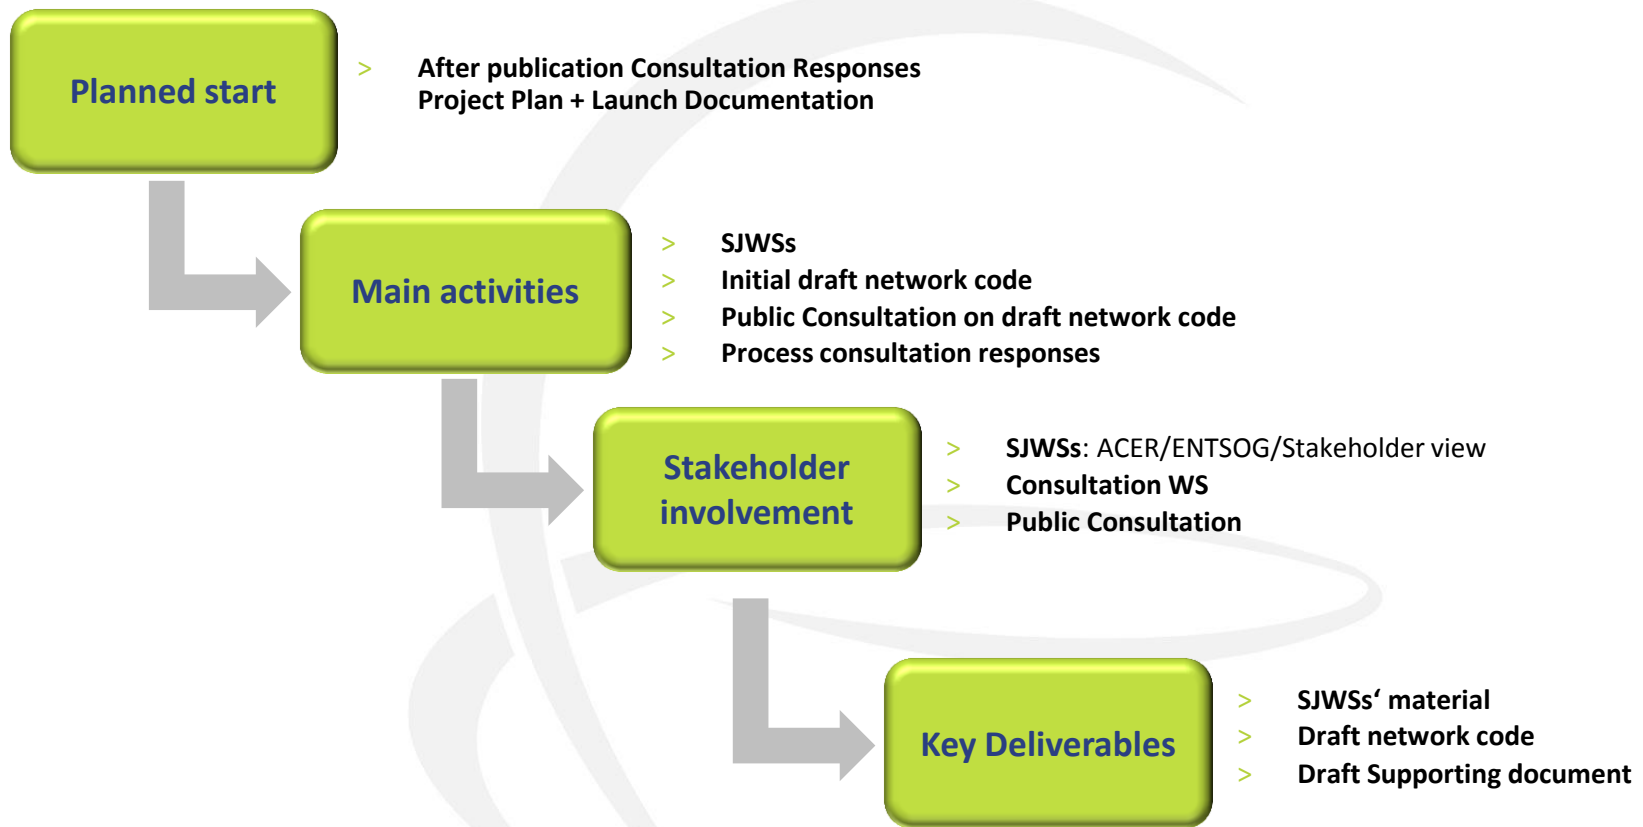 Planned start
> After publication Consultation Responses
Project Plan + Launch Documentation
Main activities
> SJWSs
> Initial draft network code
> Public Consultation on draft network code
> Process consultation responses
Stakeholder
involvement
> SJWSs: ACER/ENTSOG/Stakeholder view
> Consultation WS
> Public Consultation
Key Deliverables
> SJWSs‘ material
> Draft network code
> Draft Supporting document